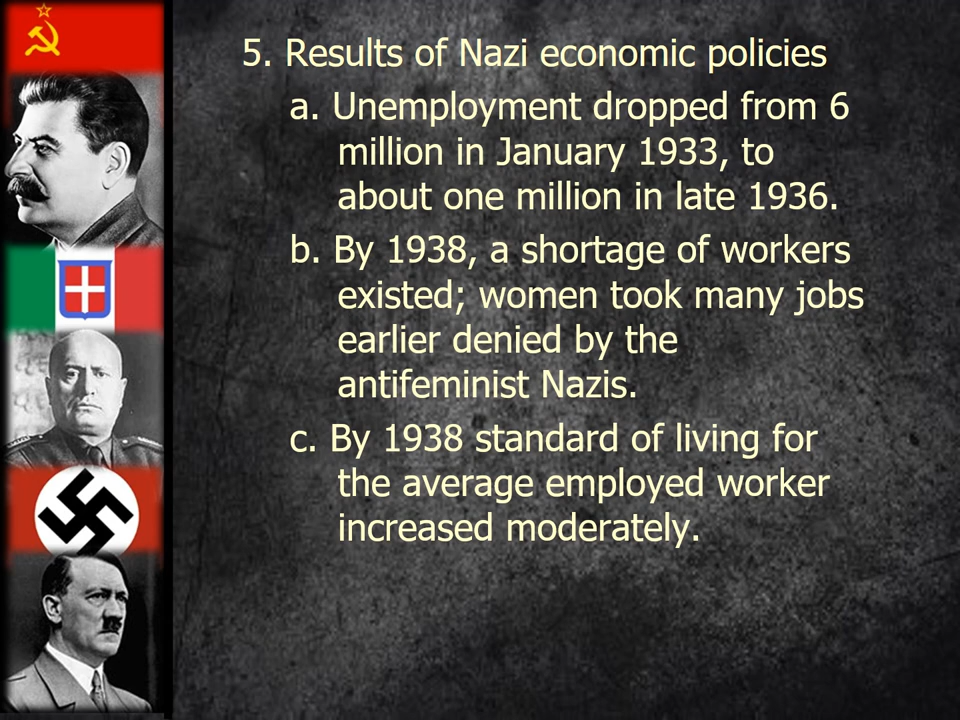 5. Results of Nazi economic policies
a. Unemployment dropped from 6
million in January 1933, to
about one million in late 1936.
b. By 1938, a shortage of workers
existed; women took many jobs
earlier denied by the
antifeminist Nazis.
c. By 1938 standard of living for
the average employed worker
increased moderately.